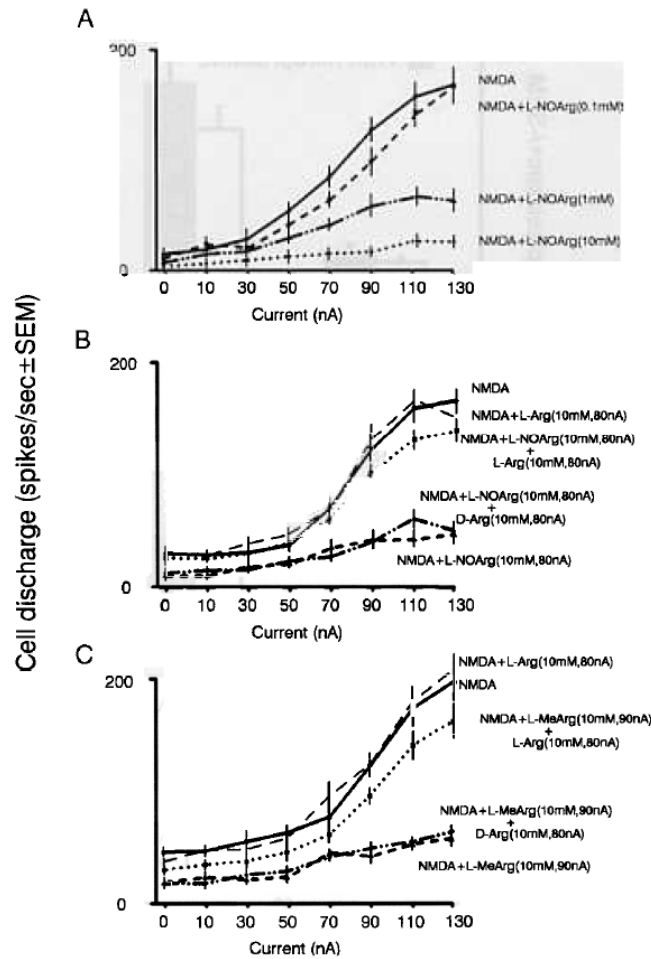 A
200
NMDA
NMDA+L-NOArg(0.1mM)
NMDA+L-NOArg(1mM)
NMDA+L-NOArg(10mM)
0
0 10 30 50 70 90 110 130
Current (nA)
Cell discharge (spikes/sec±SEM)
B
200
NMDA
NMDA+L-Arg(10mM,80nA)
NMDA+L-NOArg(10mM,80nA)
+
L-Arg(10mM,80nA)
NMDA+L-NOArg(10mM,80nA)
+
D-Arg(10mM,80nA)
NMDA+L-NOArg(10mM,80nA)
0
0 10 30 50 70 90 110 130
Current (nA)
C
NMDA+L-Arg(10mM,80nA)
200
NMDA
NMDA+L-MeArg(10mM,90nA)
+
L-Arg(10mM,80nA)
NMDA+L-MeArg(10mM,90nA)
+
D-Arg(10mM,80nA)
NMDA+L-MeArg(10mM,90nA)
0
0 10 30 50 70 90 110 130
Current (nA)